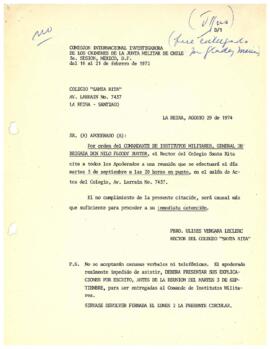 NO
D/1
COMISION INTERNACIONAL INVESTIGADORA
DE LOS CRIMENES DE LA JUNTA MILITAR DE CHILE
3a. SESION, MEXICO, D.F.
del 18 al 21 de febrero de 1975
COLEGIO "SANTA RITA"
AV. LARRAIN No. 7437
LA REINA - SANTIAGO
LA REINA, AGOSTO 29 de 1974
SR. (A) APODERADO (A):
Por orden del COMANDANTE DE INSTITUTOS MILITARES, GENERAL DE
BRIGADA DON NILO FLOODY BUXTON, el Rector del Colegio Santa Rita
cita a todos los Apoderados a una reunión que se efectuará el día
martes 3 de septiembre a las 20 horas en punto, en el salón de Ac
tos del Colegio, Av. Larraín No. 7437.
El no cumplimiento de la presente citación, será causal más
que suficiente para proceder a su inmediata detención.
PBRO. ULISES VERGARA LECLERC
RECTOR DEL COLEGIO "SANTA RITA"
P.S. No se aceptarán excusas verbales ni telefónicas. El apoderado
realmente impedido de asistir, DEBERA PRESENTAR SUS EXPLICA
CIONES POR ESCRITO, ANTES DE LA REUNION DEL MARTES 3 DE SEP-
TIEMBRE, para ser entregadas al Comando de Institutos Milita-
res.
SIRVASE DEVOLVER FIRMADA EL LUNES 2 LA PRESENTE CIRCULAR.